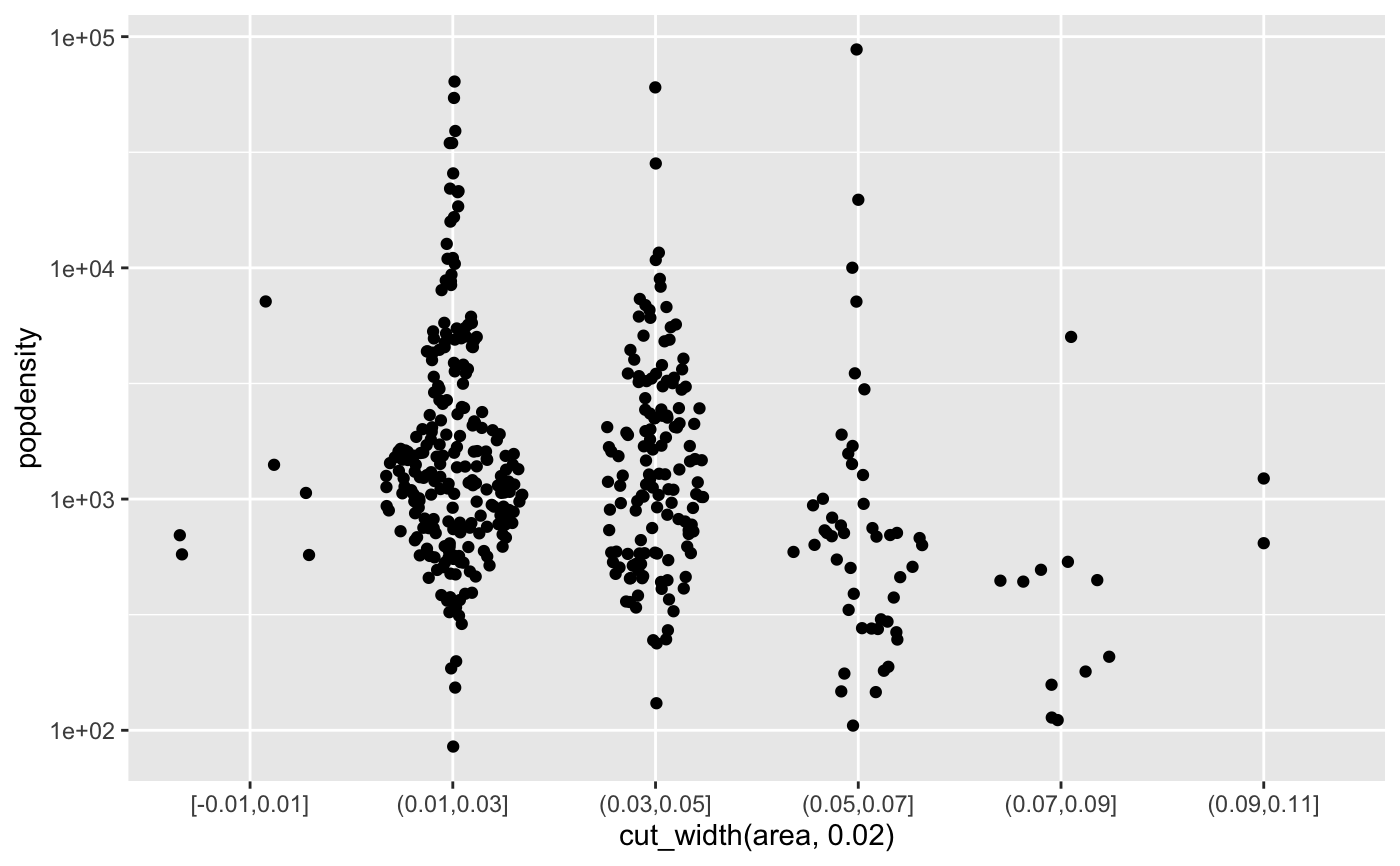 1e+05
1e+04
1e+03
1e+02
popdensity
[-0.01,0.01]
(0.01,0.03]
(0.03,0.05]
(0.05,0.07]
(0.07,0.09]
(0.09,0.11]
cut_width(area, 0.02)